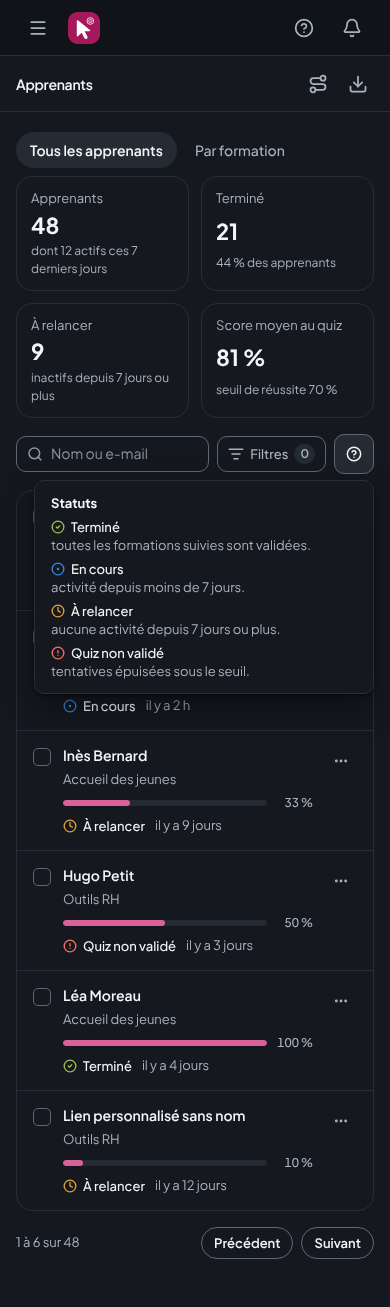 Apprenants
Tous les apprenants
Par formation
Apprenants
48
dont 12 actifs ces 7
derniers jours
Terminé
21
44 % des apprenants
À relancer
9
inactifs depuis 7 jours ou
plus
Score moyen au quiz
81 %
seuil de réussite 70 %
Nom ou e-mail
Filtres 0
Statuts
Terminé
toutes les formations suivies sont validées.
En cours
activité depuis moins de 7 jours.
À relancer
aucune activité depuis 7 jours ou plus.
Quiz non validé
tentatives épuisées sous le seuil.
En cours il y a 2 h
Inès Bernard
Accueil des jeunes
33 %
À relancer il y a 9 jours
Hugo Petit
Outils RH
50 %
Quiz non validé il y a 3 jours
Léa Moreau
Accueil des jeunes
100 %
Terminé il y a 4 jours
Lien personnalisé sans nom
Outils RH
10 %
À relancer il y a 12 jours
1 à 6 sur 48
Précédent
Suivant